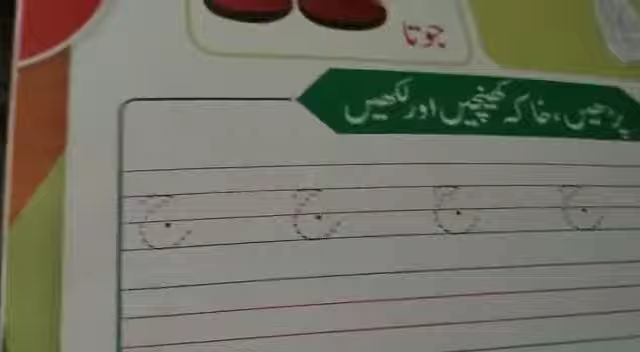 جوتا
پڑھیں، خاکہ کھینچیں اور لکھیں
ج ج ج ج